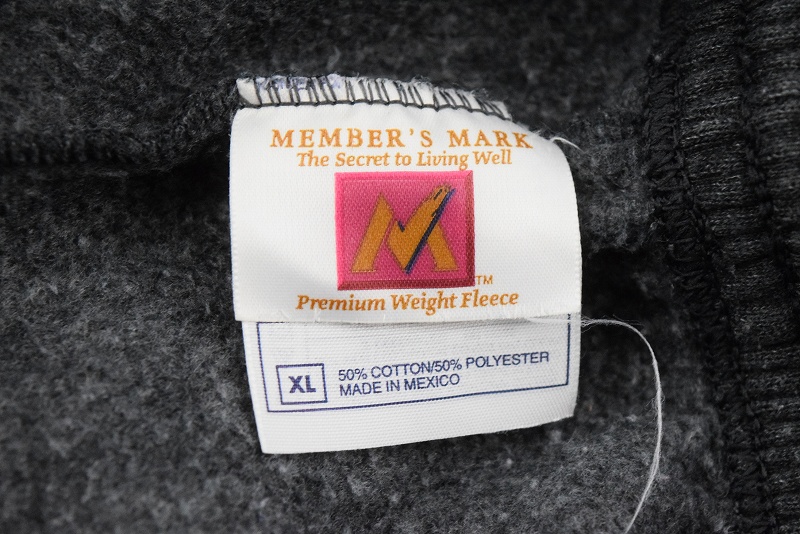 MEMBER'S MARK
The Secret to Living Well
M
TM
Premium Weight Fleece
XL
50% COTTON/50% POLYESTER
MADE IN MEXICO